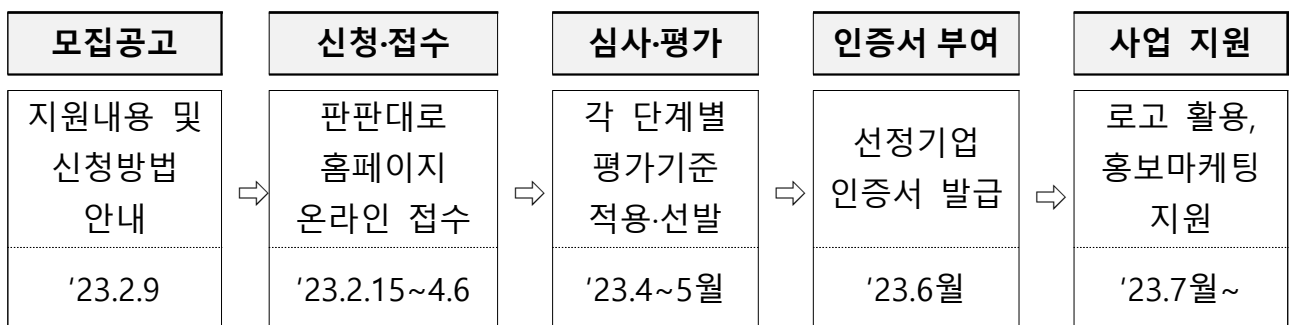 모집공고
지원내용 및
신청방법
안내
'23.2.9
⇨
신청·접수
판판대로
홈페이지
온라인 접수
'23.2.15~4.6
⇨
심사·평가
각 단계별
평가기준
적용·선발
'23.4~5월
⇨
인증서 부여
선정기업
인증서 발급
'23.6월
⇨
사업 지원
로고 활용,
홍보마케팅
지원
'23.7월~